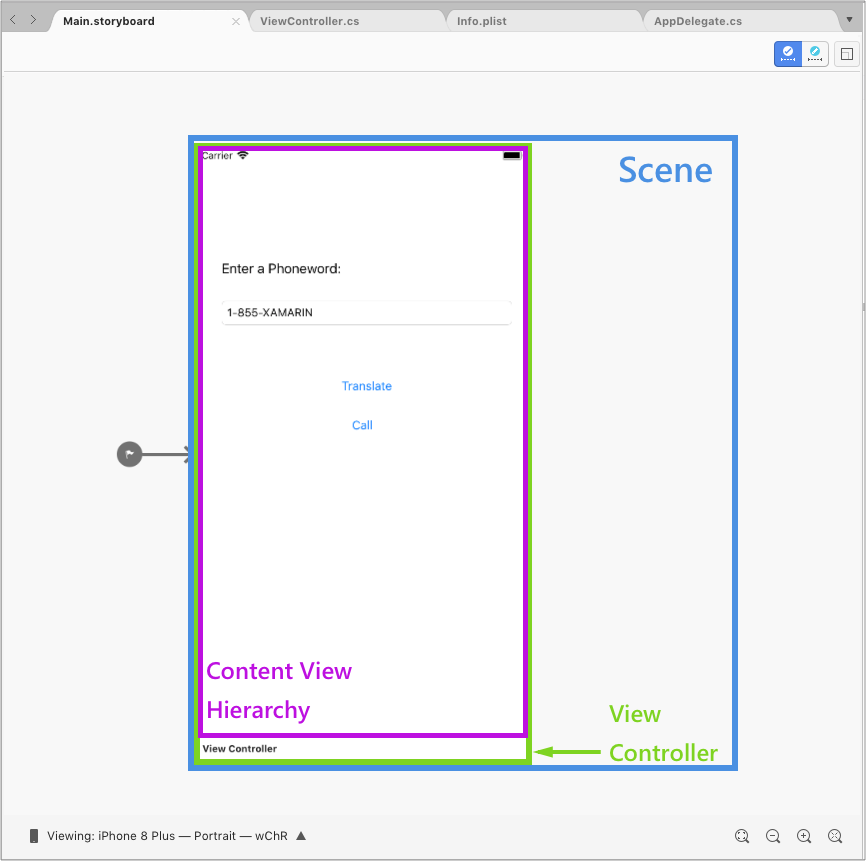 Main.storyboard
ViewController.cs
Info.plist
AppDelegate.cs
Carrier
Scene
Enter a Phoneword:
1-855-XAMARIN
Translate
Call
Content View
Hierarchy
View
Controller
View Controller
Viewing: iPhone 8 Plus — Portrait — wChR